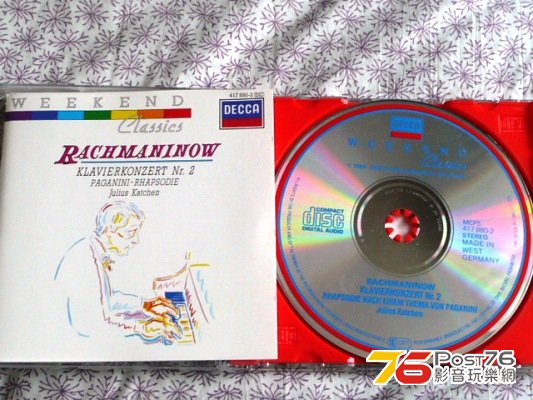 417 880-2 
WEEKEND
Classics
DECCA
RACHMANINOW
KLAVIERKONZERT Nr. 2
PAGANINI-RHAPSODIE
Julius Katchen
DECCA
WEEKEND
Classics
COMPACT
disc
DIGITAL AUDIO
MCPS
417 880-2
STEREO
MADE IN
WEST
GERMANY
RACHMANINOW
KLAVIERKONZERT Nr. 2
RHAPSODIE NACH EINEM THEMA VON PAGANINI
Julius Katchen
76 Post76
影音玩樂網